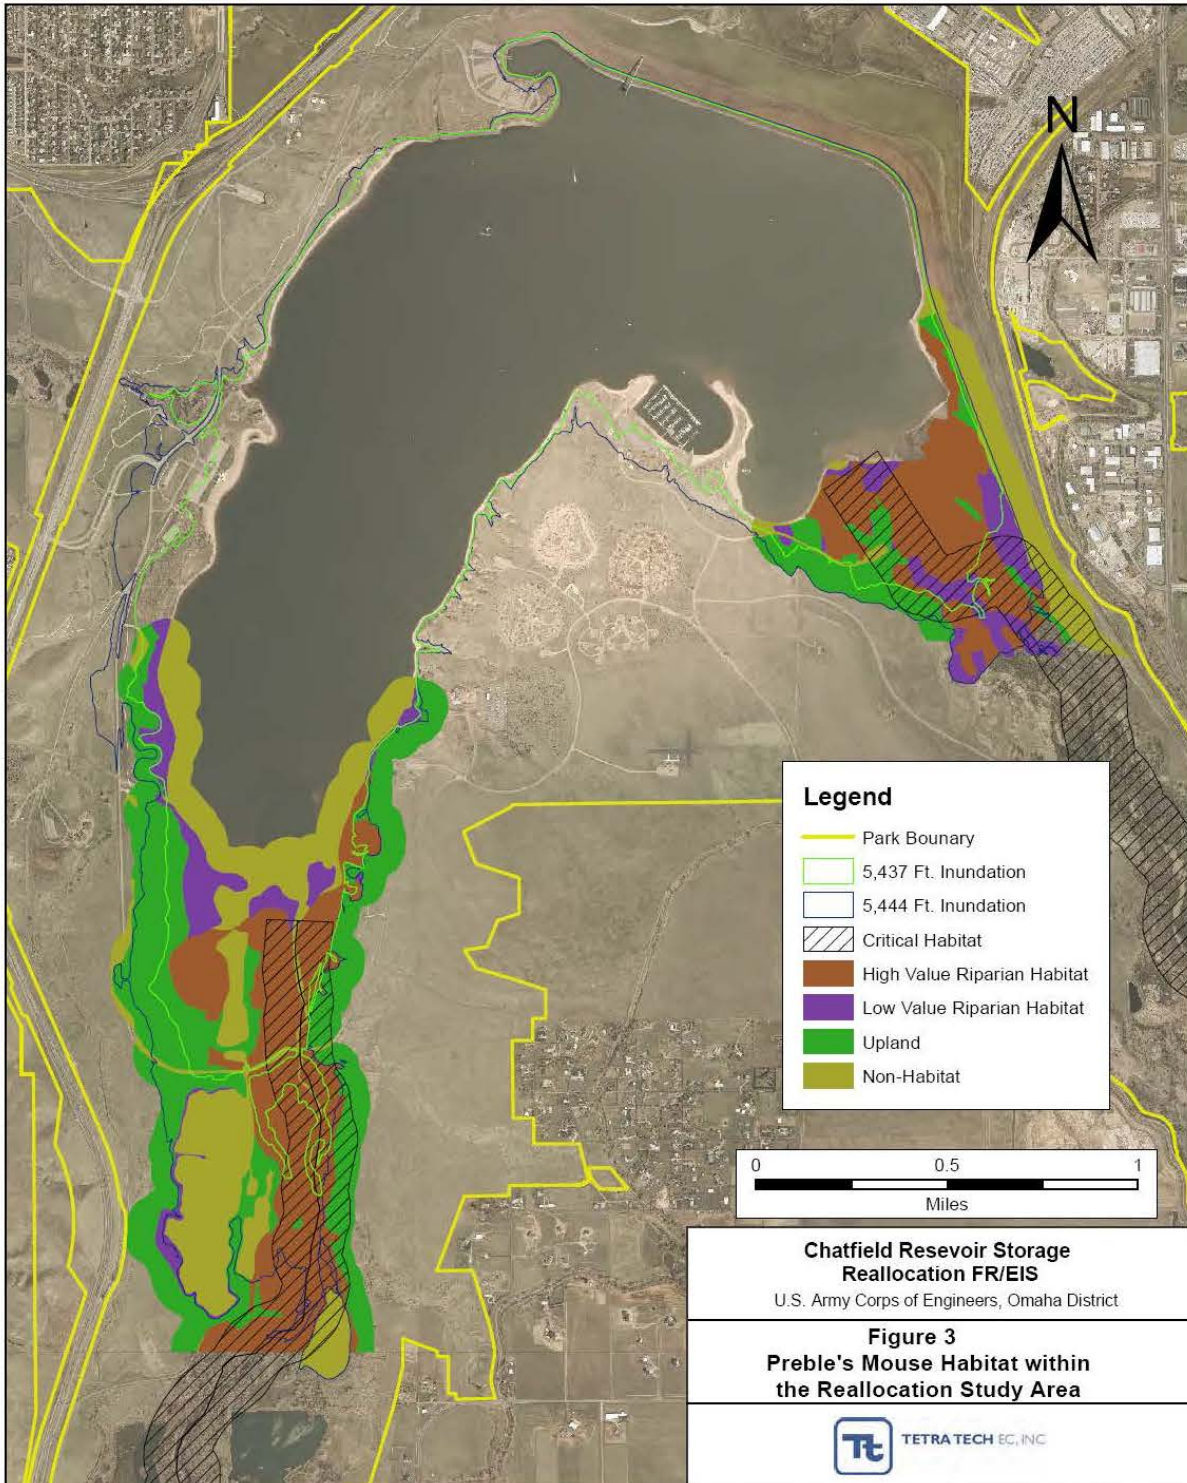 N
Legend
Park Bounary
5,437 Ft. Inundation
5,444 Ft. Inundation
Critical Habitat
High Value Riparian Habitat
Low Value Riparian Habitat
Upland
Non-Habitat
0 0.5 1
Miles
Chatfield Resevoir Storage
Reallocation FR/EIS
U.S. Army Corps of Engineers, Omaha District
Figure 3
Preble's Mouse Habitat within
the Reallocation Study Area
Tt TETRA TECH EC, INC